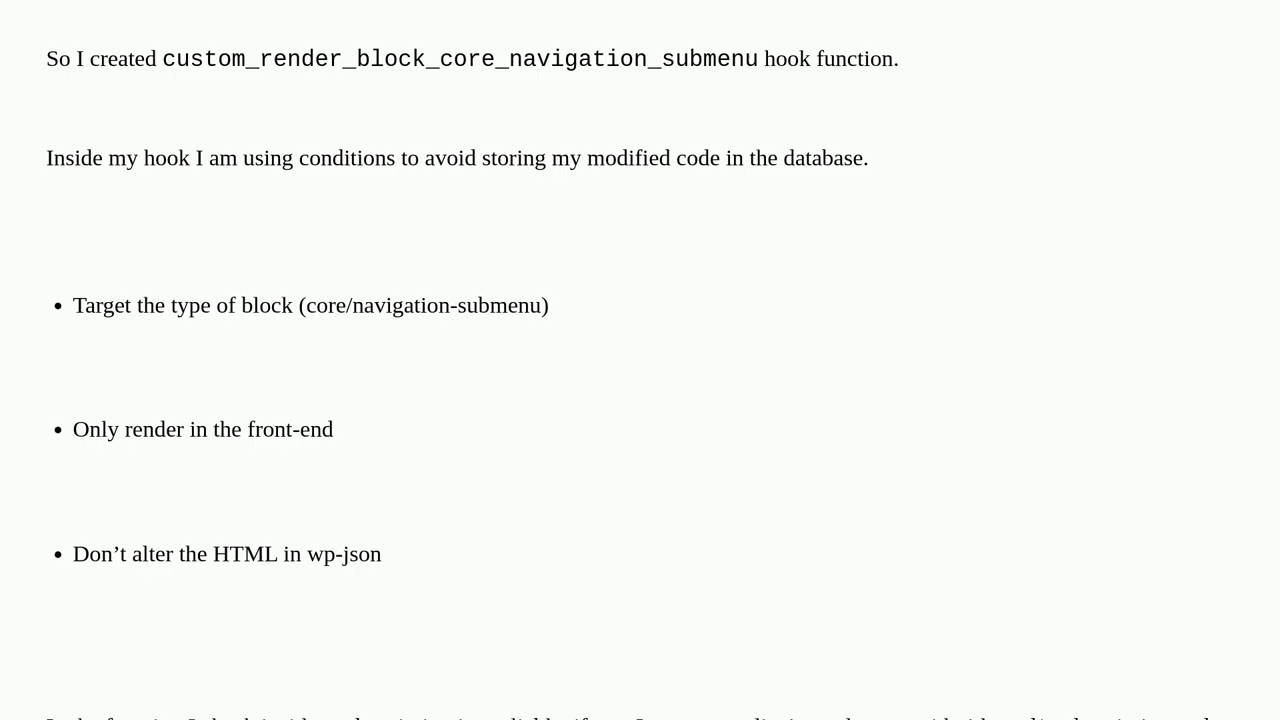 So I created custom_render_block_core_navigation_submenu hook function.
Inside my hook I am using conditions to avoid storing my modified code in the database.
• Target the type of block (core/navigation-submenu)
• Only render in the front-end
• Don’t alter the HTML in wp-json